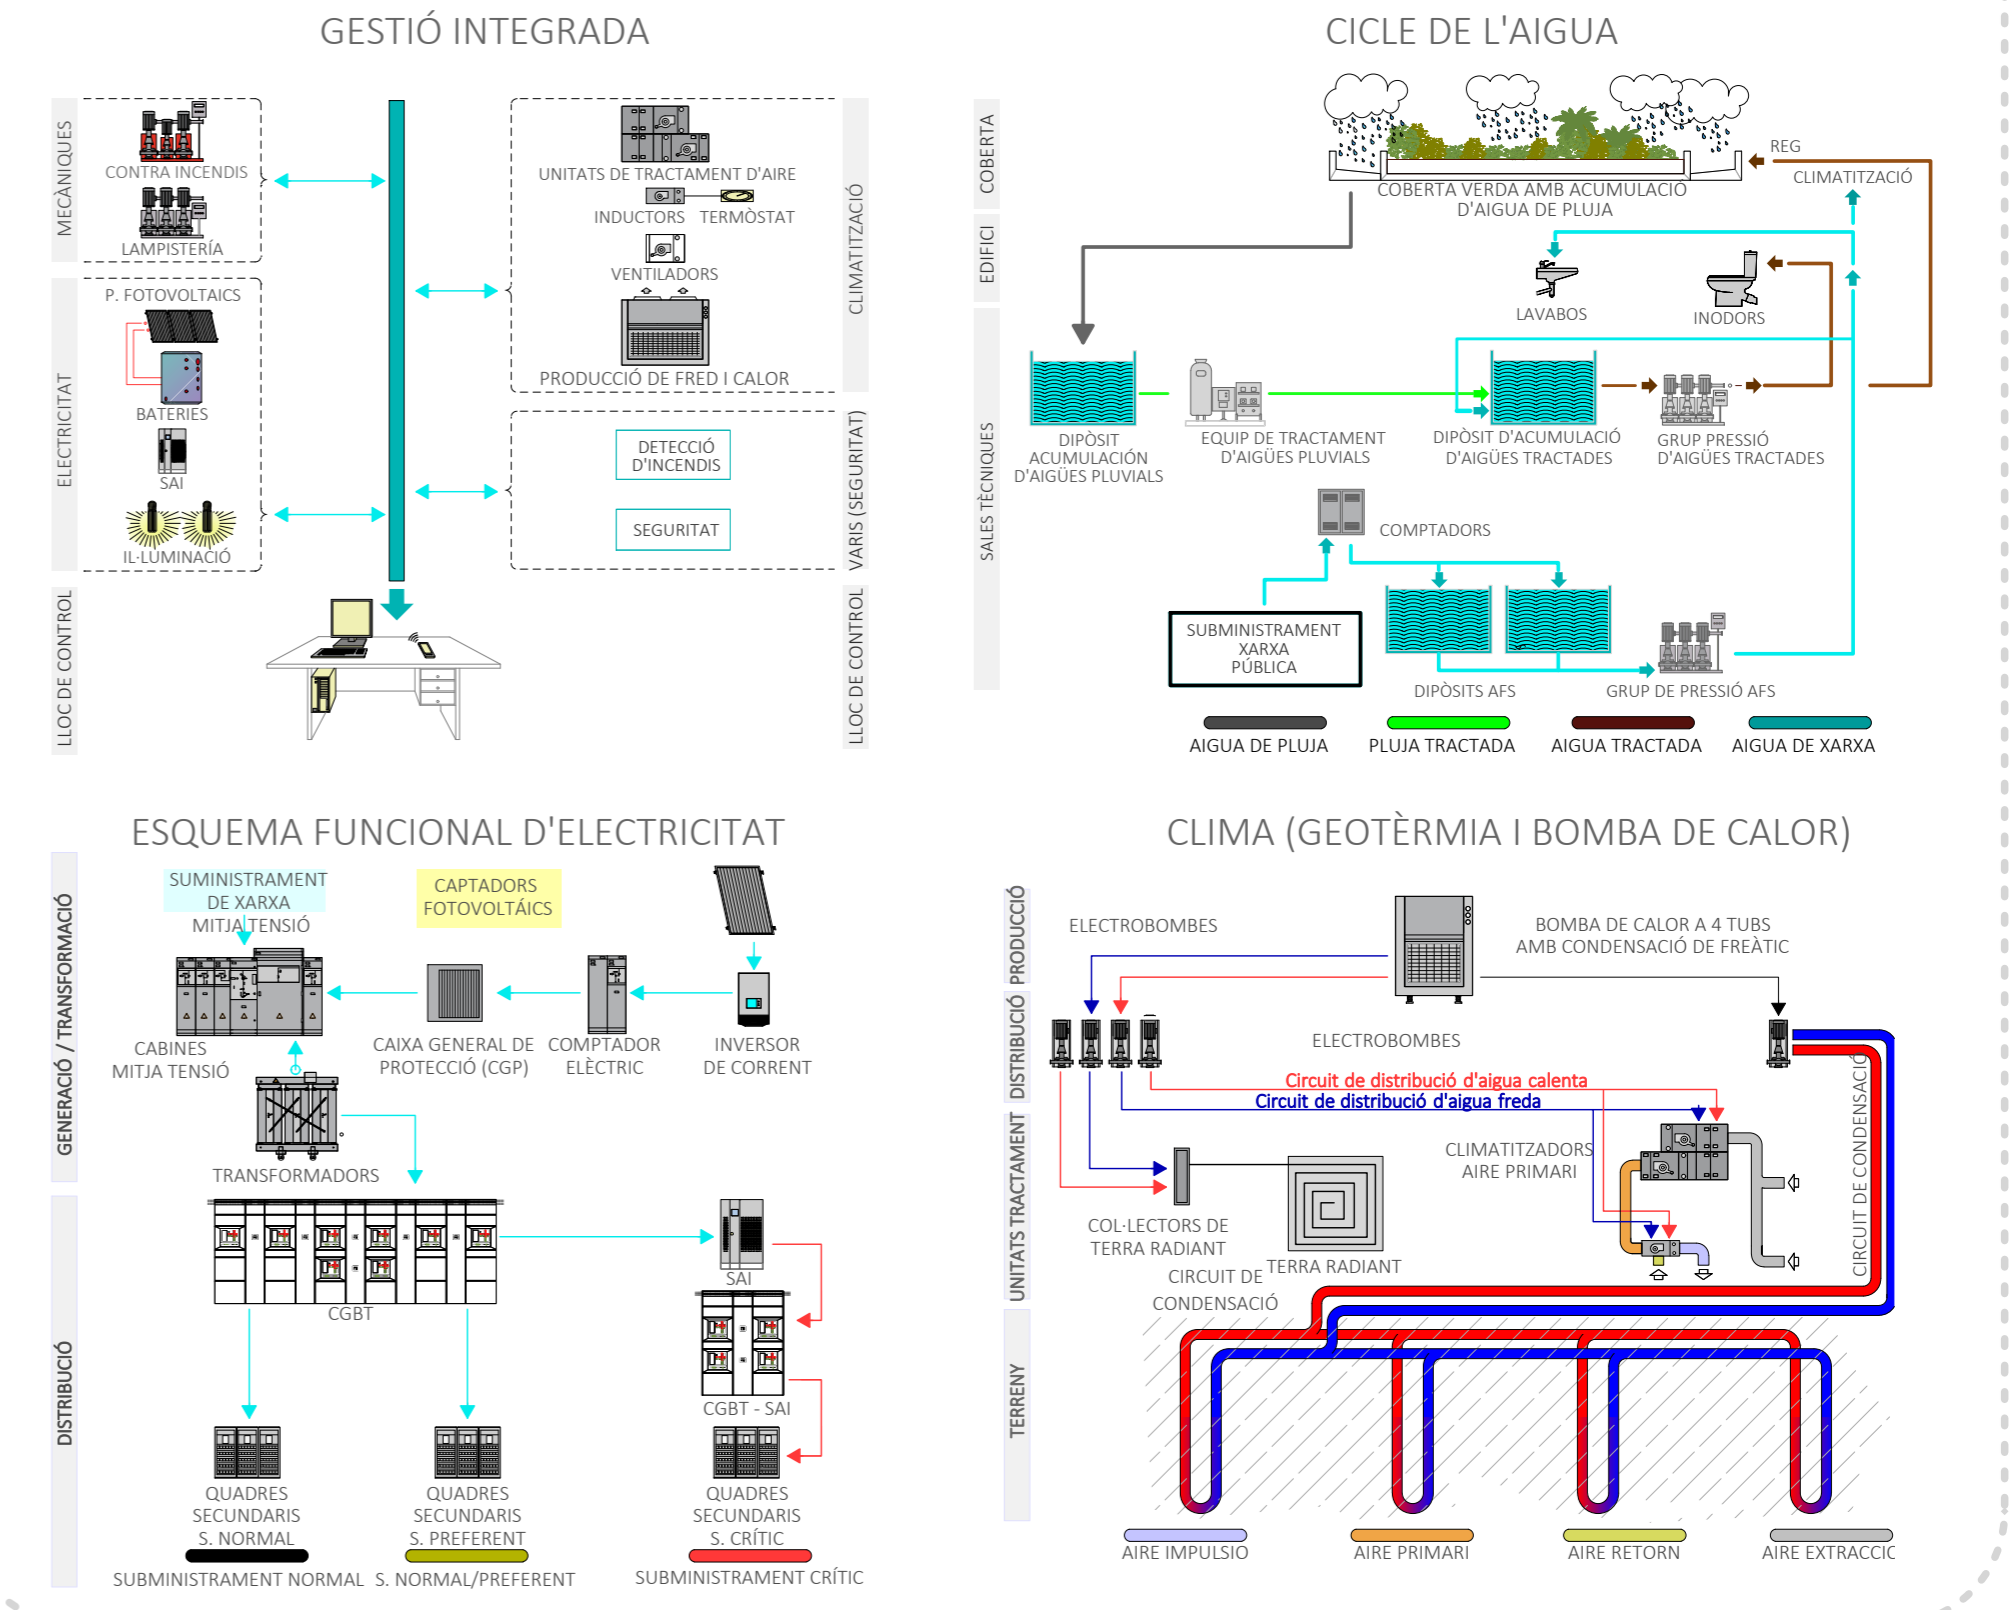 GESTIÓ INTEGRADA
MECÀNIQUES
CONTRA INCENDIS
LAMPISTERÍA
ELECTRICITAT
P. FOTOVOLTAICS
BATERIES
SAI
IL·LUMINACIÓ
LLOC DE CONTROL
UNITATS DE TRACTAMENT D'AIRE
INDUCTORS
TERMÒSTAT
VENTILADORS
PRODUCCIÓ DE FRED I CALOR
CLIMATITZACIÓ
DETECCIÓ
D'INCENDIS
SEGURITAT
VARIS (SEGURITAT)
LLOC DE CONTROL
CICLE DE L'AIGUA
COBERTA
EDIFICI
SALES TÈCNIQUES
REG
CLIMATITZACIÓ
COBERTA VERDA AMB ACUMULACIÓ
D'AIGUA DE PLUJA
LAVABOS
INODORS
DIPÒSIT
ACUMULACIÓN
D'AIGÜES PLUVIALS
EQUIP DE TRACTAMENT
D'AIGÜES PLUVIALS
DIPÒSIT D'ACUMULACIÓ
D'AIGÜES TRACTADES
GRUP PRESSIÓ
D'AIGÜES TRACTADES
COMPTADORS
SUBMINISTRAMENT
XARXA
PÚBLICA
DIPÒSITS AFS
GRUP DE PRESSIÓ AFS
AIGUA DE PLUJA
PLUJA TRACTADA
AIGUA TRACTADA
AIGUA DE XARXA
ESQUEMA FUNCIONAL D'ELECTRICITAT
GENERACIÓ / TRANSFORMACIÓ
DISTRIBUCIÓ
SUMINISTRAMENT
DE XARXA
MITJA TENSIÓ
CAPTADORS
FOTOVOLTÁICS
CABINES
MITJA TENSIÓ
CAIXA GENERAL DE
PROTECCIÓ (CGP)
COMPTADOR
ELÈCTRIC
INVERSOR
DE CORRENT
TRANSFORMADORS
CGBT
SAI
CGBT - SAI
QUADRES
SECUNDARIS
S. NORMAL
QUADRES
SECUNDARIS
S. PREFERENT
QUADRES
SECUNDARIS
S. CRÍTIC
SUBMINISTRAMENT NORMAL
S. NORMAL/PREFERENT
SUBMINISTRAMENT CRÍTIC
CLIMA (GEOTÈRMIA I BOMBA DE CALOR)
PRODUCCIÓ
DISTRIBUCIÓ
UNITATS TRACTAMENT
TERRENY
ELECTROBOMBES
BOMBA DE CALOR A 4 TUBS
AMB CONDENSACIÓ DE FREÀTIC
ELECTROBOMBES
Circuit de distribució d'aigua calenta
Circuit de distribució d'aigua freda
CLIMATITZADORS
AIRE PRIMARI
CIRCUIT DE CONDENSACIÓ
COL·LECTORS DE
TERRA RADIANT
TERRA RADIANT
CIRCUIT DE
CONDENSACIÓ
AIRE IMPULSIO
AIRE PRIMARI
AIRE RETORN
AIRE EXTRACCIC